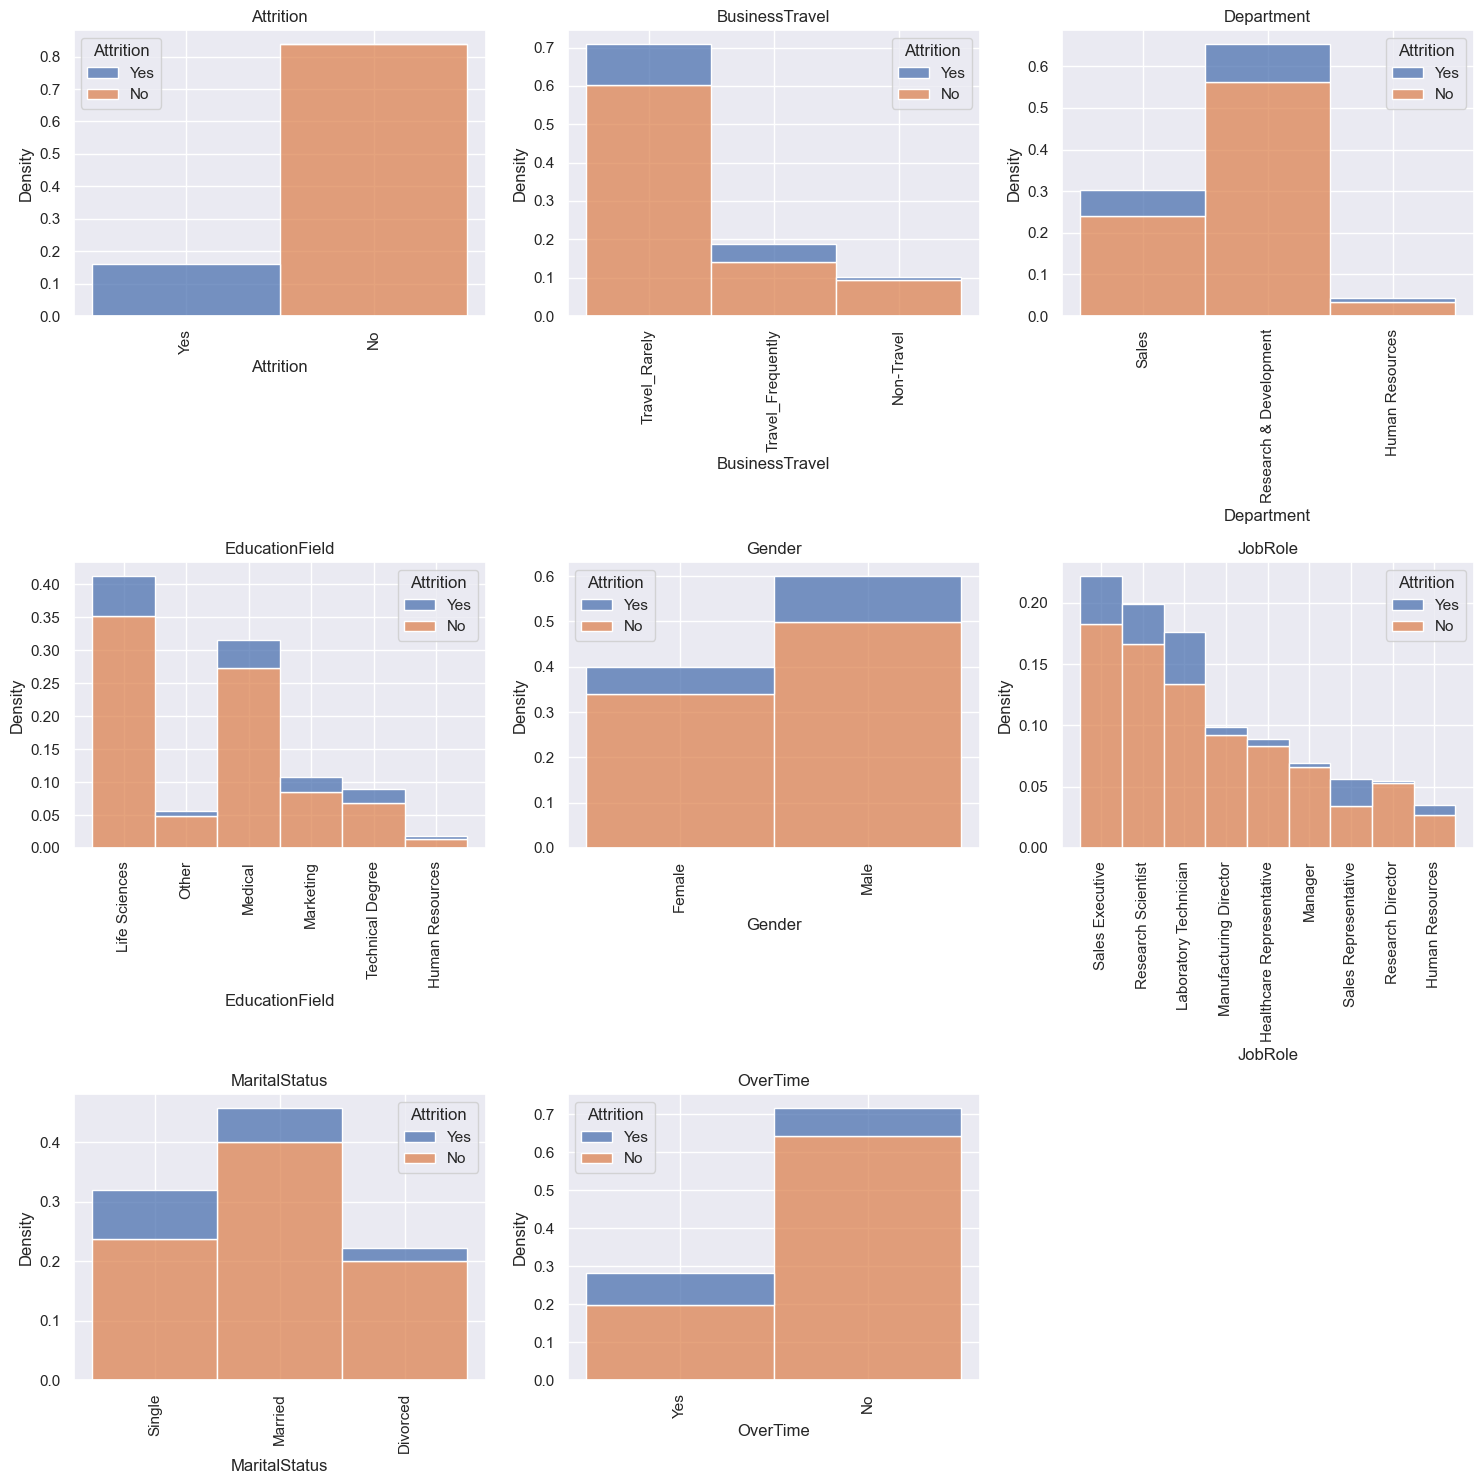 Attrition
Density
0.8
0.7
0.6
0.5
0.4
0.3
0.2
0.1
0.0
Attrition
Yes
No
Yes
No
Attrition
BusinessTravel
Density
0.7
0.6
0.5
0.4
0.3
0.2
0.1
0.0
Attrition
Yes
No
Travel_Rarely
Travel_Frequently
Non-Travel
BusinessTravel
Department
Density
0.6
0.5
0.4
0.3
0.2
0.1
0.0
Attrition
Yes
No
Sales
Research & Development
Human Resources
Department
EducationField
Density
0.40
0.35
0.30
0.25
0.20
0.15
0.10
0.05
0.00
Attrition
Yes
No
Life Sciences
Other
Medical
Marketing
Technical Degree
Human Resources
EducationField
Gender
Density
0.6
0.5
0.4
0.3
0.2
0.1
0.0
Attrition
Yes
No
Female
Male
Gender
JobRole
Density
0.20
0.15
0.10
0.05
0.00
Attrition
Yes
No
Sales Executive
Research Scientist
Laboratory Technician
Manufacturing Director
Healthcare Representative
Manager
Sales Representative
Research Director
Human Resources
JobRole
MaritalStatus
Density
0.4
0.3
0.2
0.1
0.0
Attrition
Yes
No
Single
Married
Divorced
MaritalStatus
OverTime
Density
0.7
0.6
0.5
0.4
0.3
0.2
0.1
0.0
Attrition
Yes
No
Yes
No
OverTime